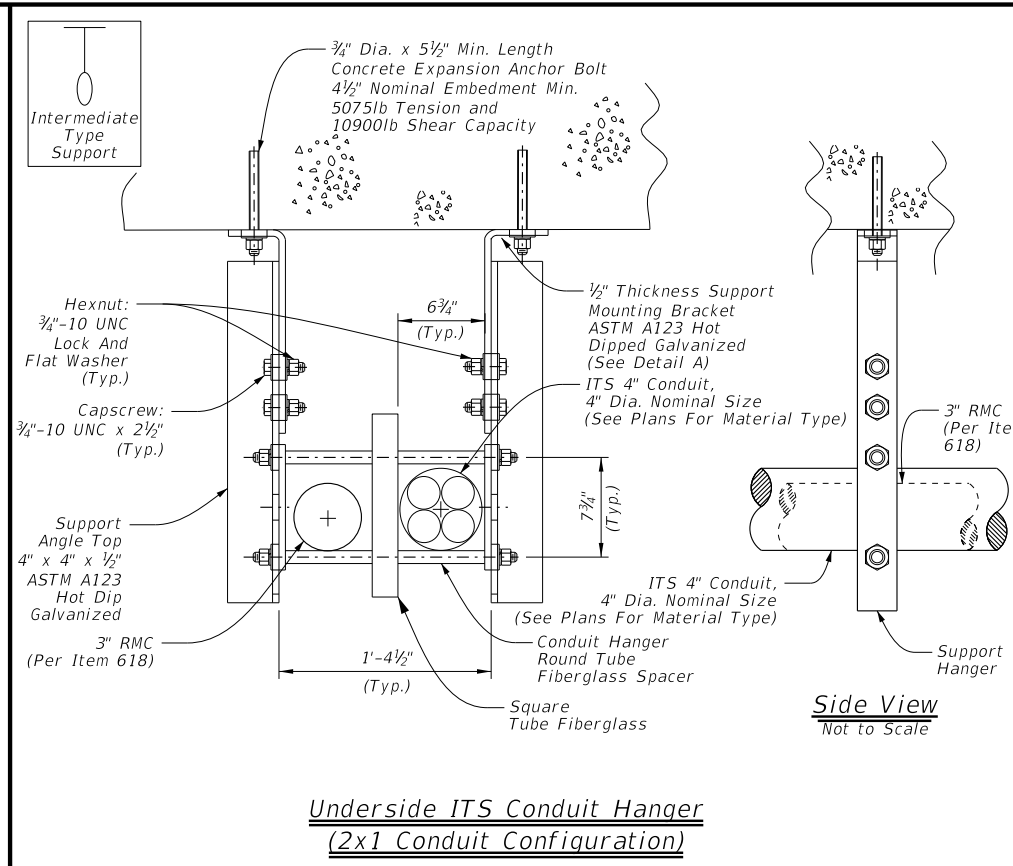 Intermediate
Type
Support
¾" Dia. x 5½" Min. Length
Concrete Expansion Anchor Bolt
4½" Nominal Embedment Min.
5075lb Tension and
10900lb Shear Capacity
Hexnut:
¾"-10 UNC
Lock And
Flat Washer
(Typ.)
Capscrew:
¾"-10 UNC x 2½"
(Typ.)
Support
Angle Top
4" x 4" x ½"
ASTM A123
Hot Dip
Galvanized
3" RMC
(Per Item 618)
6¾"
(Typ.)
½" Thickness Support
Mounting Bracket
ASTM A123 Hot
Dipped Galvanized
(See Detail A)
ITS 4" Conduit,
4" Dia. Nominal Size
(See Plans For Material Type)
7¾"
(Typ.)
1'-4½"
(Typ.)
ITS 4" Conduit,
4" Dia. Nominal Size
(See Plans For Material Type)
Conduit Hanger
Round Tube
Fiberglass Spacer
Square
Tube Fiberglass
3" RMC
(Per Ite
618)
Support
Hanger
Side View
Not to Scale
Underside ITS Conduit Hanger
(2x1 Conduit Configuration)